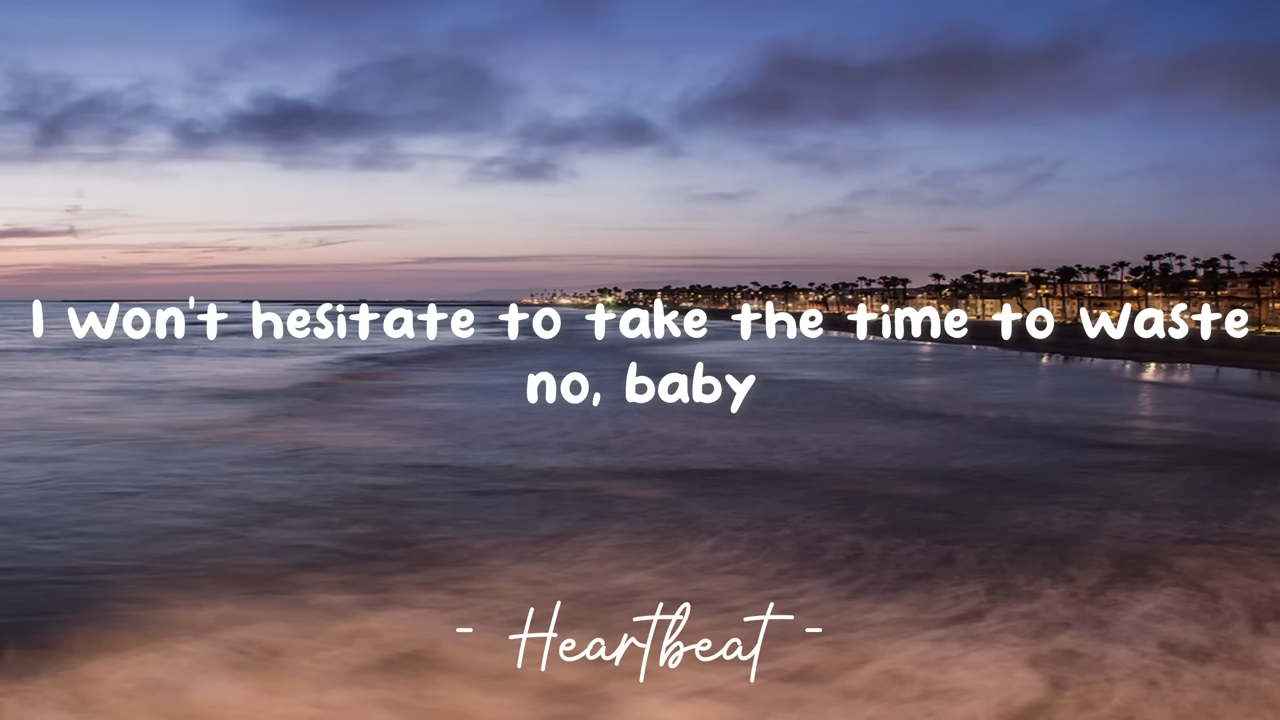 I won't hesitate to take the time to waste
no, baby
- Heartbeat -